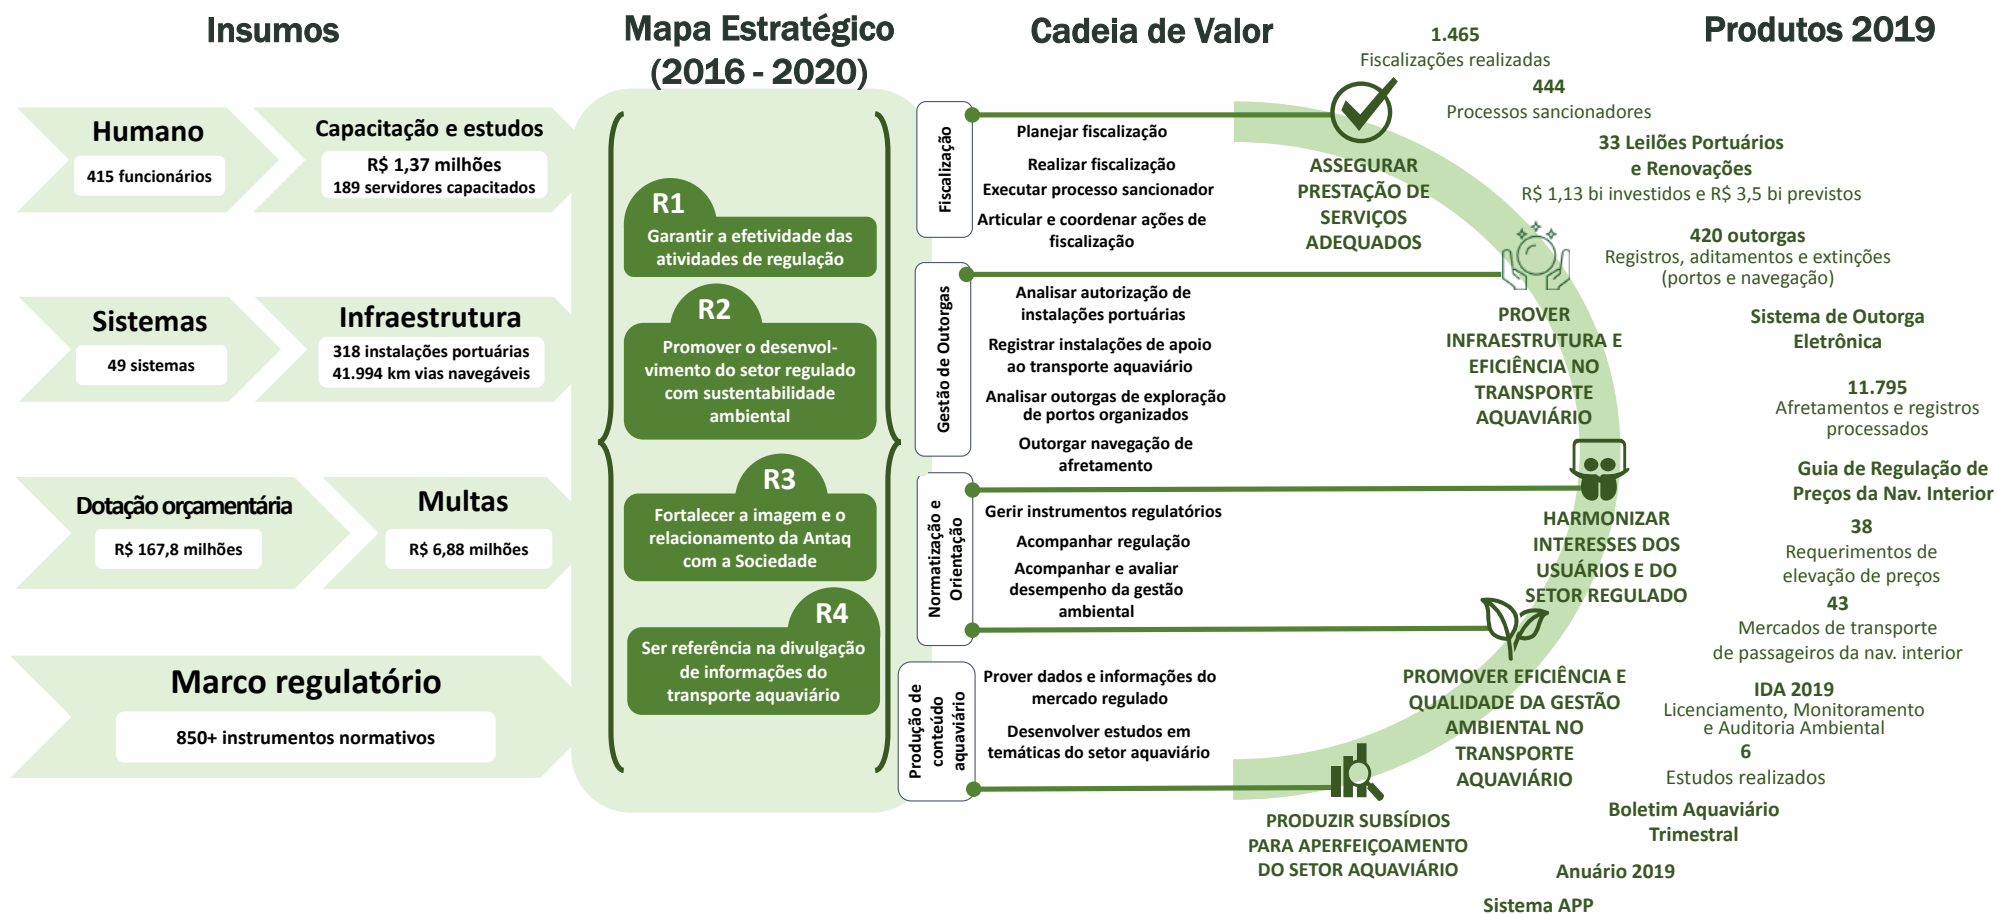 Insumos
Humano
415 funcionários
Capacitação e estudos
R$ 1,37 milhões
189 servidores capacitados
Sistemas
49 sistemas
Infraestrutura
318 instalações portuárias
41.994 km vias navegáveis
Dotação orçamentária
R$ 167,8 milhões
Multas
R$ 6,88 milhões
Marco regulatório
850+ instrumentos normativos
Mapa Estratégico
(2016 - 2020)
R1
Garantir a efetividade das
atividades de regulação
R2
Promover o desenvol-
vimento do setor regulado
com sustentabilidade
ambiental
R3
Fortalecer a imagem e o
relacionamento da Antaq
com a Sociedade
R4
Ser referência na divulgação
de informações do
transporte aquaviário
Cadeia de Valor
Fiscalização
Planejar fiscalização
Realizar fiscalização
Executar processo sancionador
Articular e coordenar ações de
fiscalização
Gestão de Outorgas
Analisar autorização de
instalações portuárias
Registrar instalações de apoio
ao transporte aquaviário
Analisar outorgas de exploração
de portos organizados
Outorgar navegação de
afretamento
Normatização e
Orientação
Gerir instrumentos regulatórios
Acompanhar regulação
Acompanhar e avaliar
desempenho da gestão
ambiental
Produção de
conteúdo
aquaviário
Prover dados e informações do
mercado regulado
Desenvolver estudos em
temáticas do setor aquaviário
ASSEGURAR
PRESTAÇÃO DE
SERVIÇOS
ADEQUADOS
PROVER
INFRAESTRUTURA E
EFICIÊNCIA NO
TRANSPORTE
AQUAVIÁRIO
HARMONIZAR
INTERESSES DOS
USUÁRIOS E DO
SETOR REGULADO
PROMOVER EFICIÊNCIA E
QUALIDADE DA GESTÃO
AMBIENTAL NO
TRANSPORTE
AQUAVIÁRIO
PRODUZIR SUBSÍDIOS
PARA APERFEIÇOAMENTO
DO SETOR AQUAVIÁRIO
Produtos 2019
1.465
Fiscalizações realizadas
444
Processos sancionadores
33 Leilões Portuários
e Renovações
R$ 1,13 bi investidos e R$ 3,5 bi previstos
420 outorgas
Registros, aditamentos e extinções
(portos e navegação)
Sistema de Outorga
Eletrônica
11.795
Afretamentos e registros
processados
Guia de Regulação de
Preços da Nav. Interior
38
Requerimentos de
elevação de preços
43
Mercados de transporte
de passageiros da nav. interior
IDA 2019
Licenciamento, Monitoramento
e Auditoria Ambiental
6
Estudos realizados
Boletim Aquaviário
Trimestral
Anuário 2019
Sistema APP